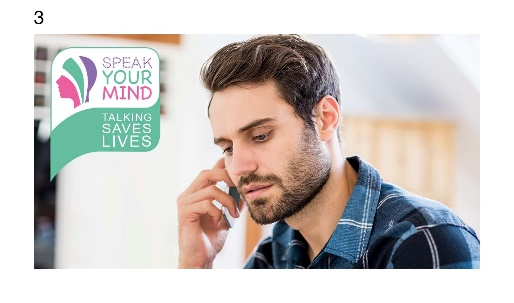 3
SPEAK
YOUR
MIND
TALKING
SAVES
LIVES